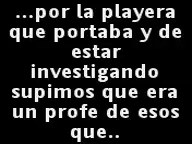 ...por la playera
que portaba y de
estar
investigando
supimos que era
un profe de esos
que..